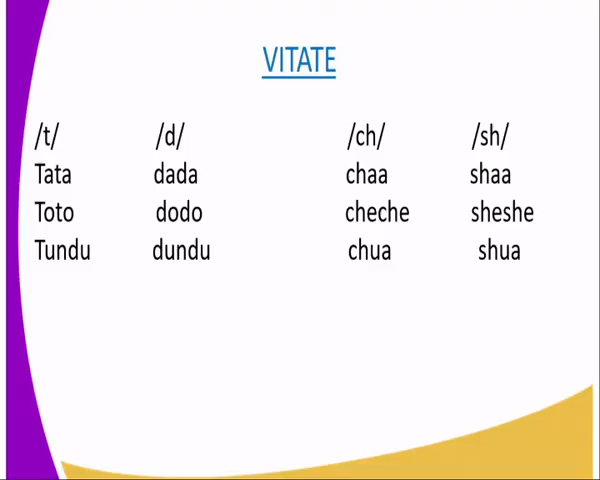 VITATE
/t/ /d/ /ch/ /sh/
Tata dada chaa shaa
Toto dodo cheche sheshe
Tundu dundu chua shua